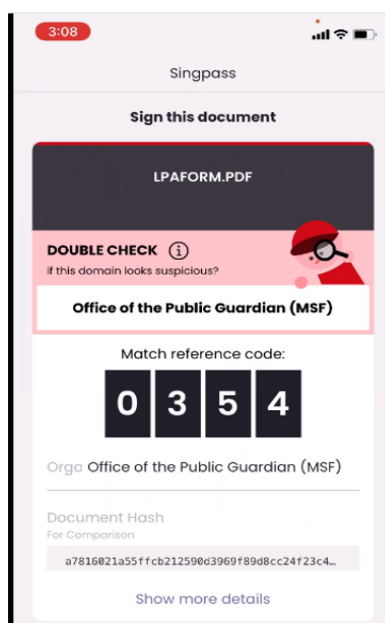 3:08
Singpass
Sign this document
LPAFORM.PDF
DOUBLE CHECK i
if this domain looks suspicious?
Office of the Public Guardian (MSF)
Match reference code:
0 3 5 4
Orga Office of the Public Guardian (MSF)
Document Hash
For Comparison
a7816021a55ffcb212590d3969f89d8cc24f23c4…
Show more details